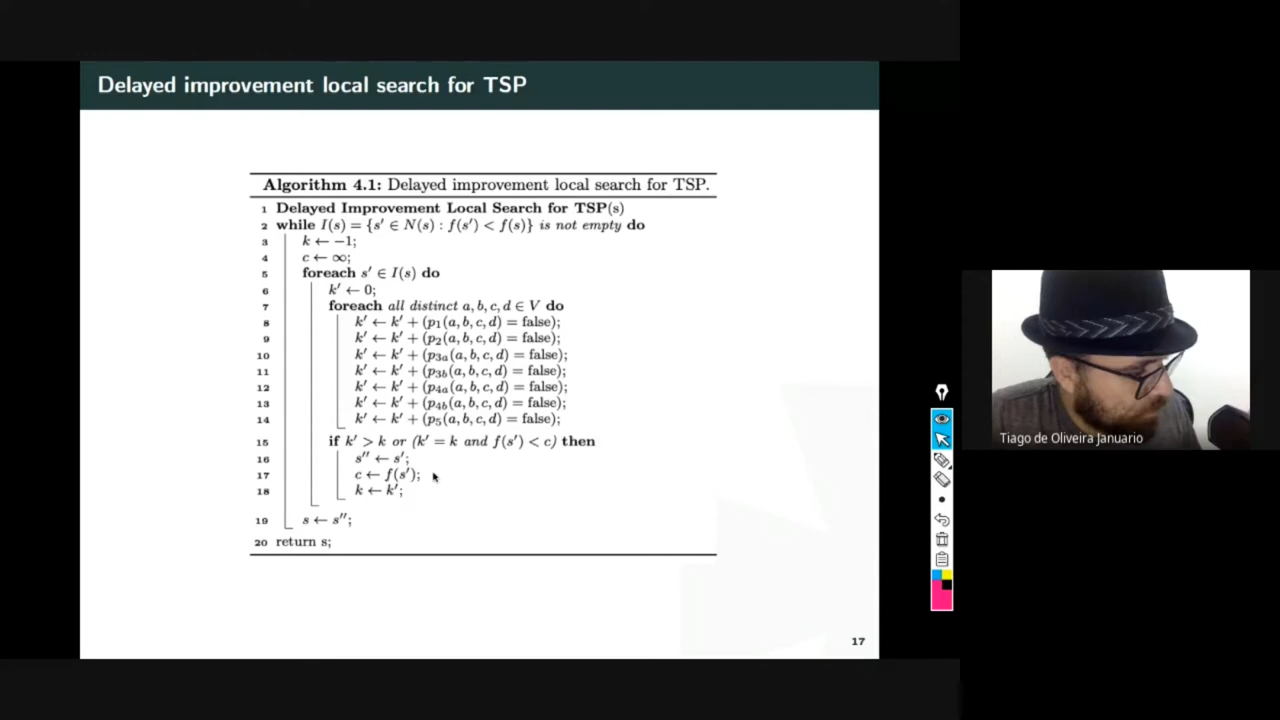 Delayed improvement local search for TSP
Algorithm 4.1: Delayed improvement local search for TSP.
1 Delayed Improvement Local Search for TSP(s)
2 while I(s) = {s′ ∈ N(s) : f(s′) < f(s)} is not empty do
3 k ← −1;
4 c ← ∞;
5 foreach s′ ∈ I(s) do
6 k′ ← 0;
7 foreach all distinct a, b, c, d ∈ V do
8 k′ ← k′ + (p₁(a, b, c, d) = false);
9 k′ ← k′ + (p₂(a, b, c, d) = false);
10 k′ ← k′ + (p₃ₐ(a, b, c, d) = false);
11 k′ ← k′ + (p₃b(a, b, c, d) = false);
12 k′ ← k′ + (p₄ₐ(a, b, c, d) = false);
13 k′ ← k′ + (p₄b(a, b, c, d) = false);
14 k′ ← k′ + (p₅(a, b, c, d) = false);
15 if k′ > k or (k′ = k and f(s′) < c) then
16 s′′ ← s′;
17 c ← f(s′);
18 k ← k′;
19 s ← s′′;
20 return s;
17
Tiago de Oliveira Januario